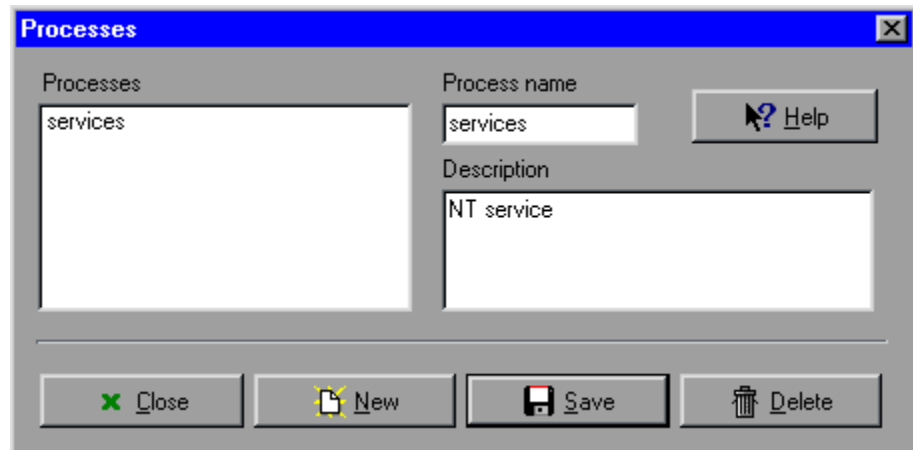 Processes
Processes
services
Process name
services
Help
Description
NT service
Close
New
Save
Delete